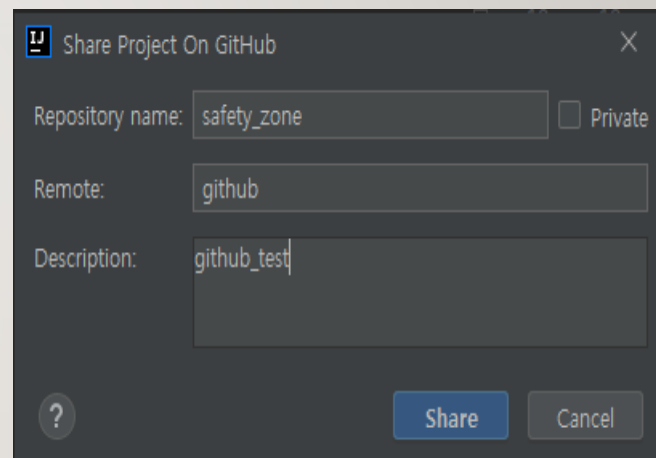 IJ
Share Project On GitHub
Repository name: safety_zone Private
Remote: github
Description: github_test
? Share Cancel